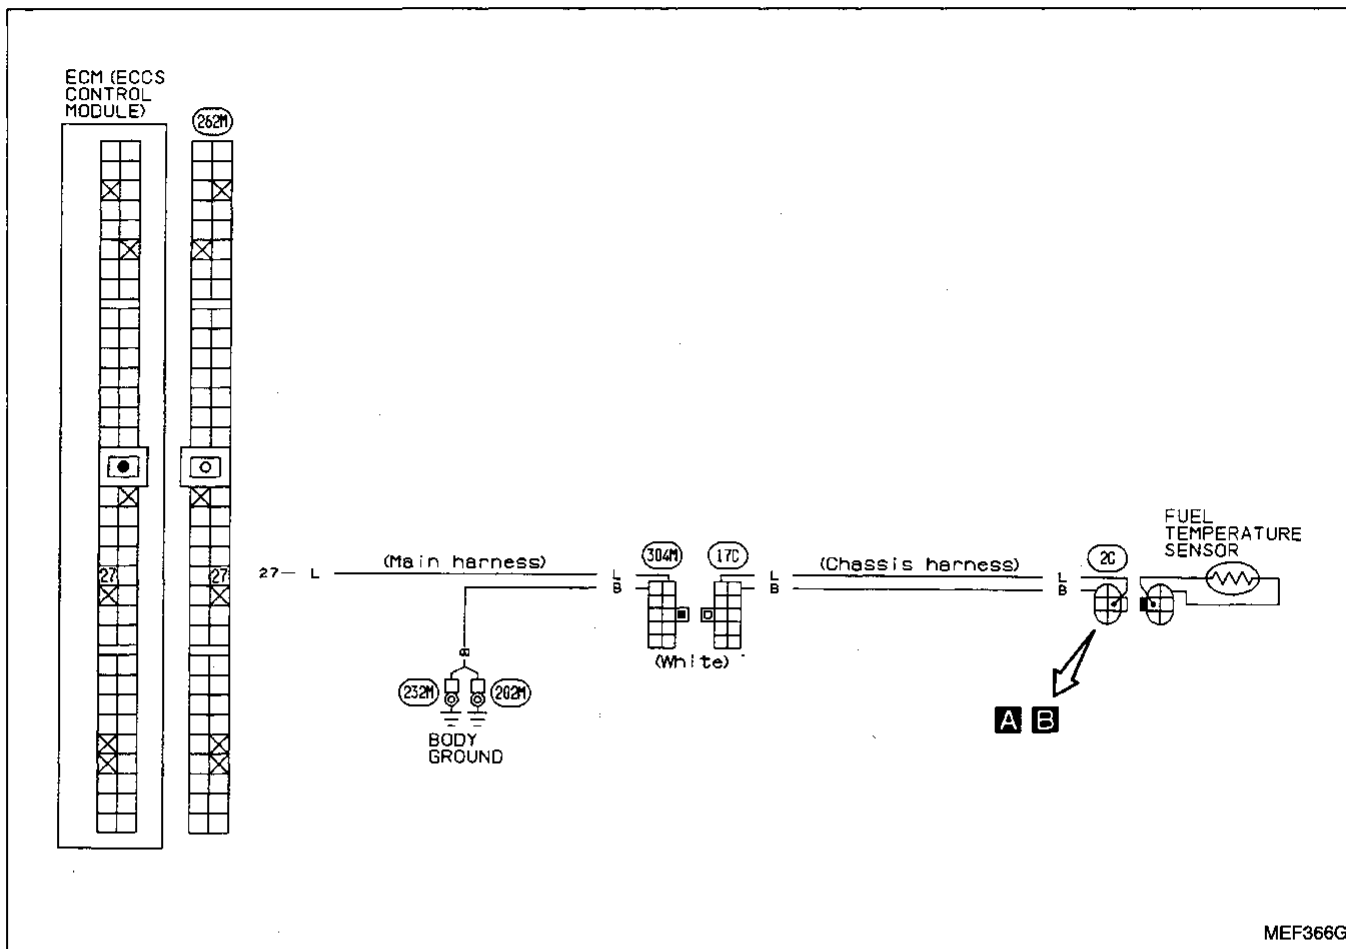 ECM (ECCS
CONTROL
MODULE)
262M
27
27
27
L
(Main harness)
L
B
304M
17C
(White)
L
B
(Chassis harness)
L
B
2C
FUEL
TEMPERATURE
SENSOR
B
232M
202M
BODY
GROUND
A B
MEF366G